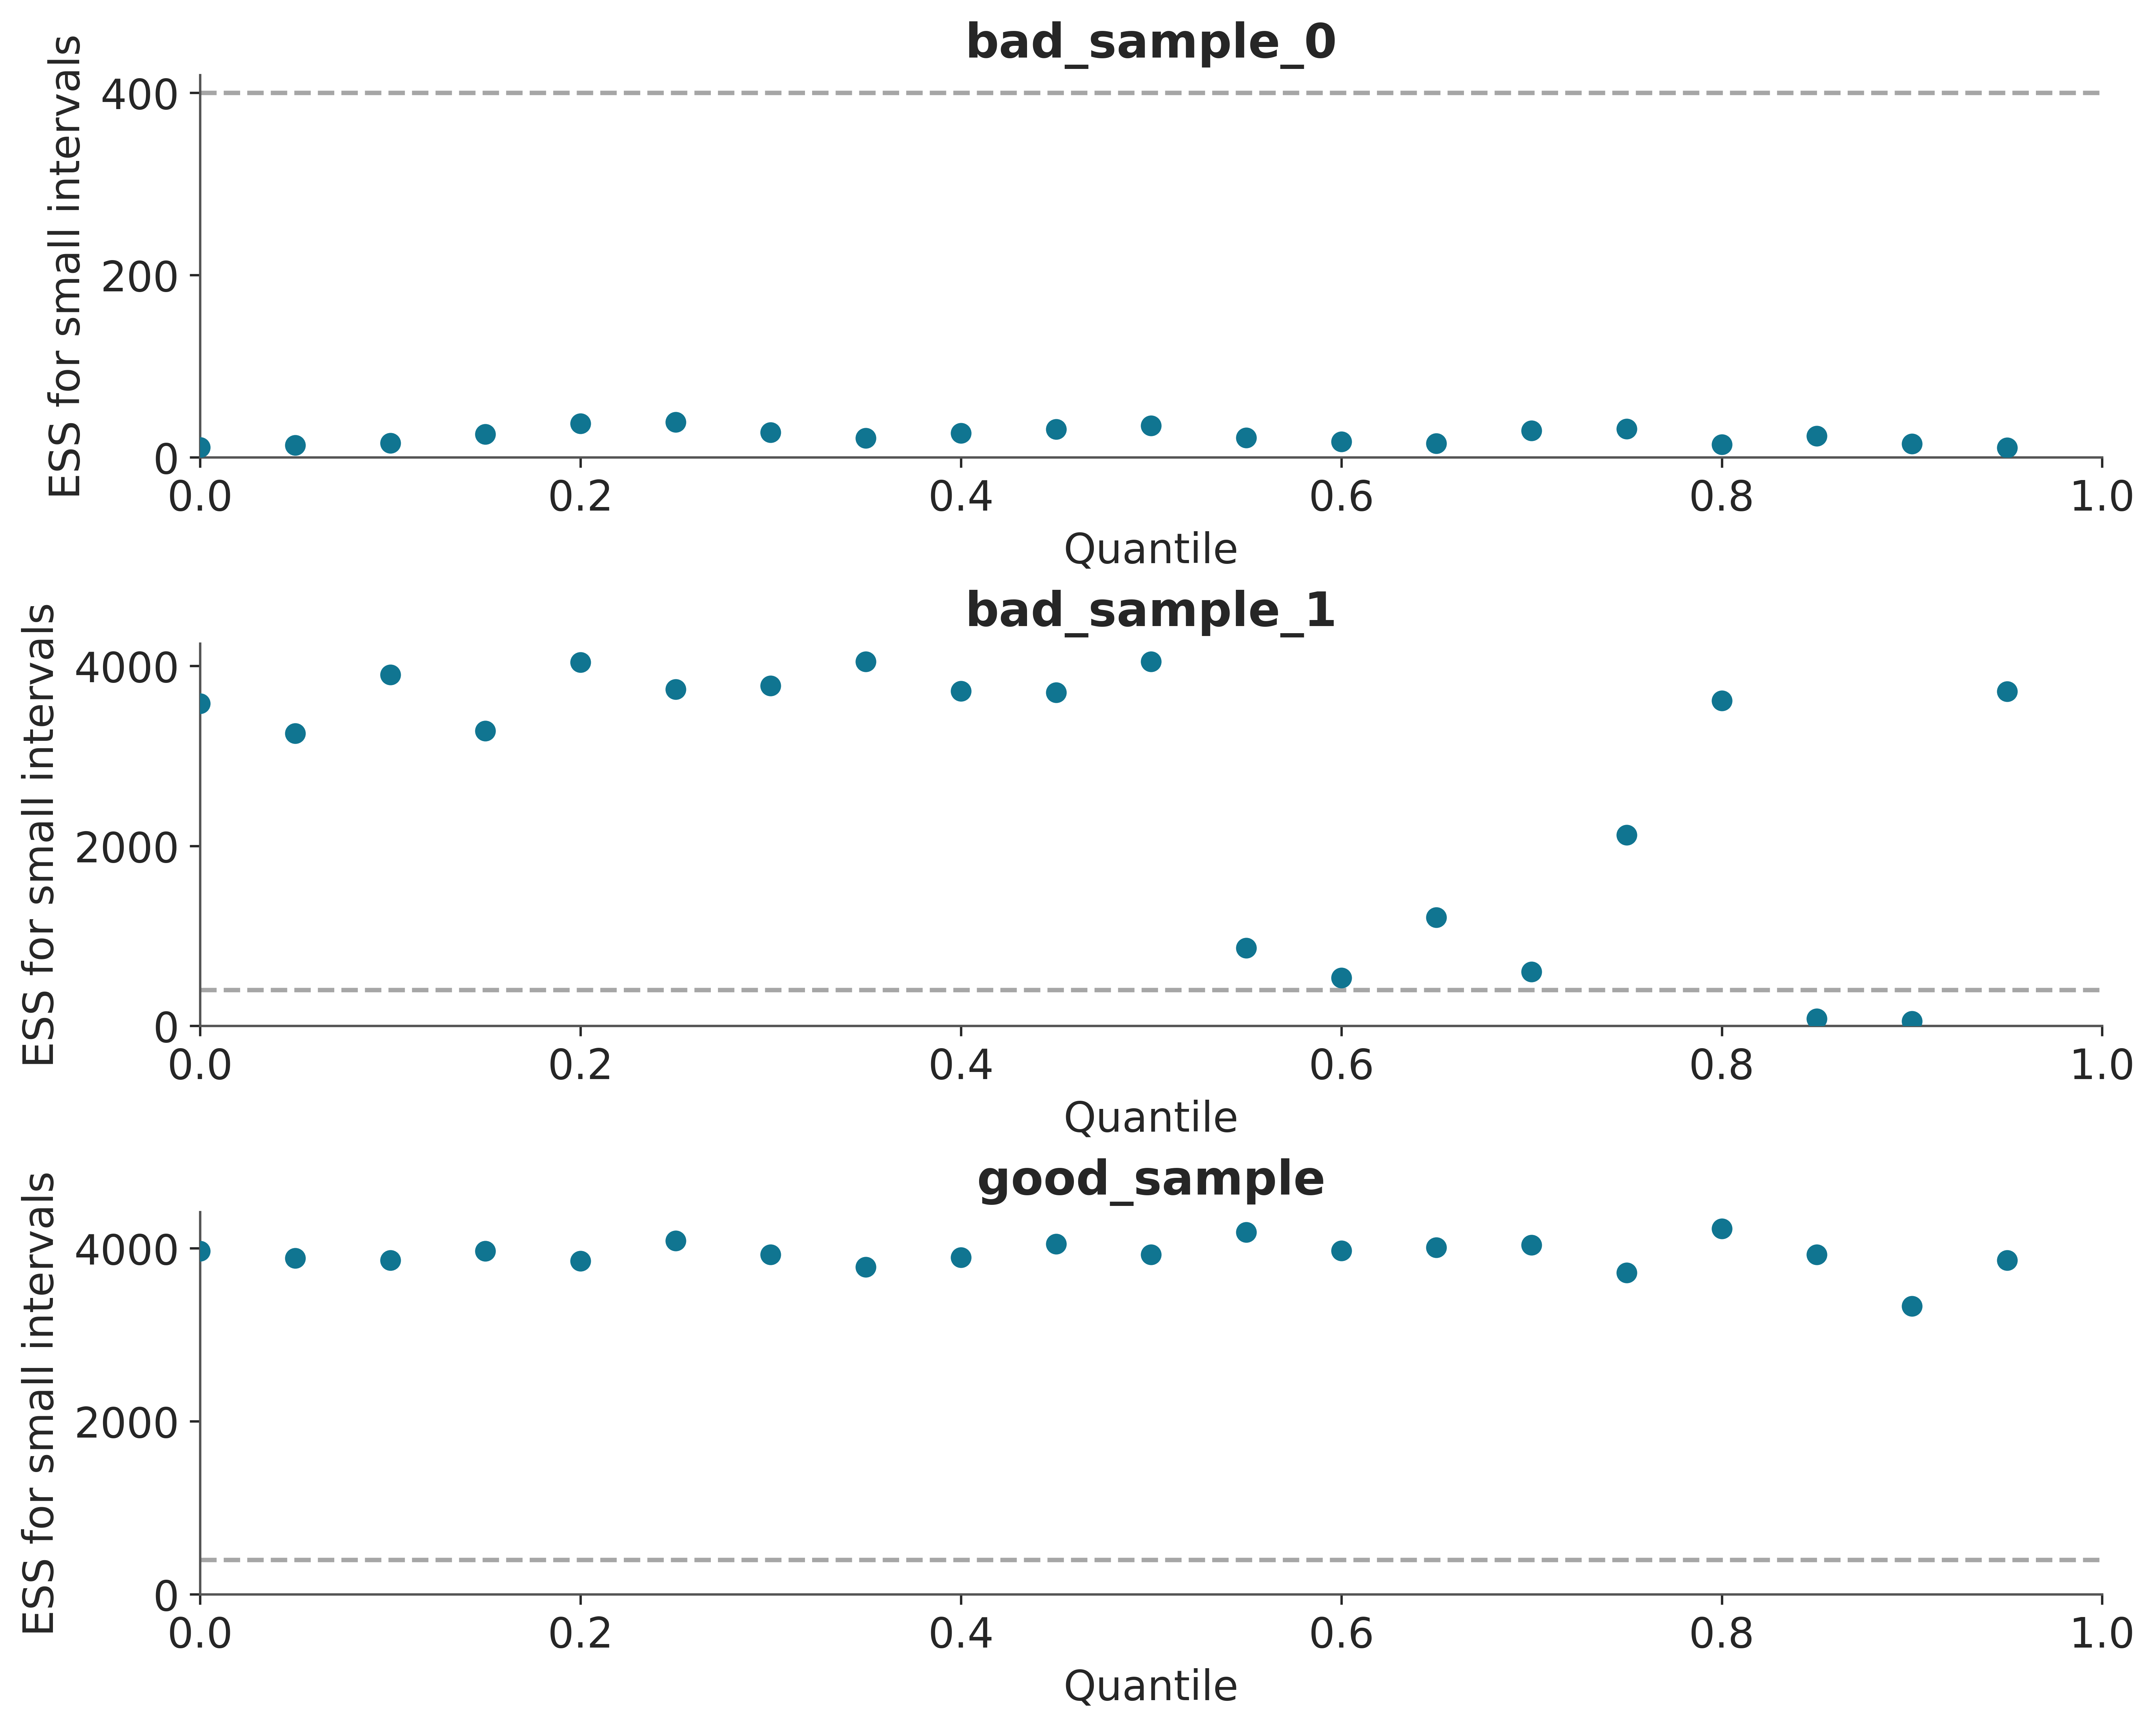 bad_sample_0
ESS for small intervals
400
200
0
0.0 0.2 0.4 0.6 0.8 1.0
Quantile
bad_sample_1
ESS for small intervals
4000
2000
0
0.0 0.2 0.4 0.6 0.8 1.0
Quantile
good_sample
ESS for small intervals
4000
2000
0
0.0 0.2 0.4 0.6 0.8 1.0
Quantile